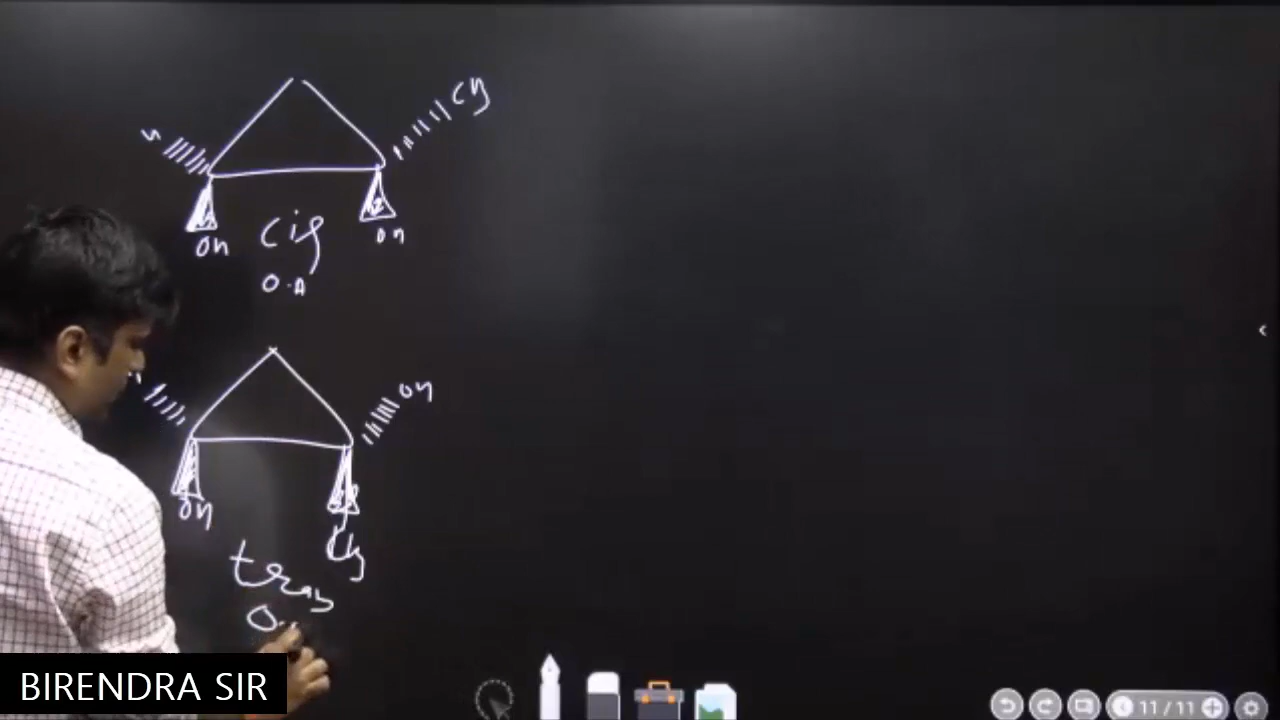 Cy
on
cis
on
O.A
on
on
Cy
trans
O.
BIRENDRA SIR
11/11